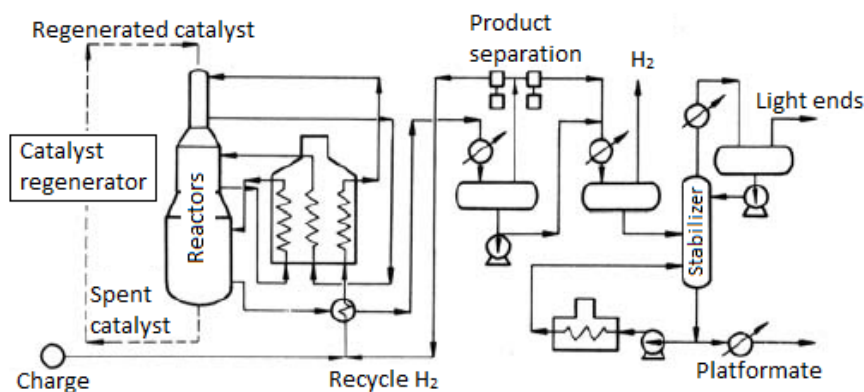 Regenerated catalyst
Product
separation
H₂
Light ends
Catalyst
regenerator
Reactors
Stabilizer
Spent
catalyst
Charge
Recycle H₂
Platformate